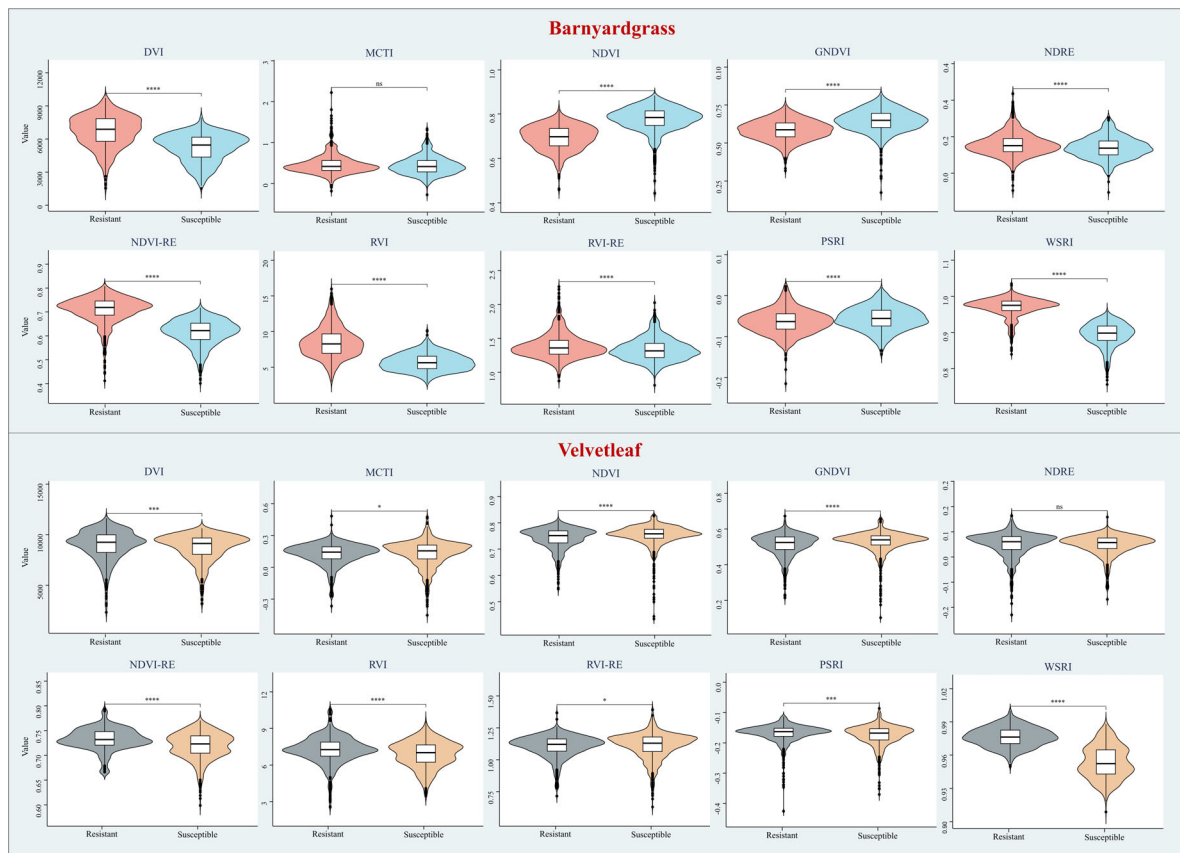 Barnyardgrass
DVI
MCTI
NDVI
GNDVI
NDRE
Value
12000
9000
6000
3000
0
****
Resistant
Susceptible
3
2
1
0
ns
Resistant
Susceptible
1.0
0.8
0.6
0.4
****
Resistant
Susceptible
0.10
0.75
0.50
0.25
****
Resistant
Susceptible
0.4
0.2
0.0
****
Resistant
Susceptible
NDVI-RE
RVI
RVI-RE
PSRI
WSRI
Value
0.9
0.8
0.7
0.6
0.5
0.4
****
Resistant
Susceptible
20
15
10
5
****
Resistant
Susceptible
2.5
2.0
1.5
1.0
****
Resistant
Susceptible
0.1
0.0
-0.1
-0.2
****
Resistant
Susceptible
1.1
1.0
0.9
0.8
****
Resistant
Susceptible
Velvetleaf
DVI
MCTI
NDVI
GNDVI
NDRE
Value
15000
10000
5000
***
Resistant
Susceptible
0.6
0.3
0.0
-0.3
*
Resistant
Susceptible
0.9
0.8
0.7
0.6
0.5
****
Resistant
Susceptible
0.8
0.6
0.4
0.2
****
Resistant
Susceptible
0.2
0.2
0.1
0.0
-0.1
-0.2
ns
Resistant
Susceptible
NDVI-RE
RVI
RVI-RE
PSRI
WSRI
Value
0.85
0.80
0.75
0.70
0.65
0.60
****
Resistant
Susceptible
12
9
6
3
****
Resistant
Susceptible
1.50
1.25
1.00
0.75
*
Resistant
Susceptible
0.0
-0.1
-0.2
-0.3
-0.4
***
Resistant
Susceptible
1.02
0.99
0.96
0.93
0.90
****
Resistant
Susceptible